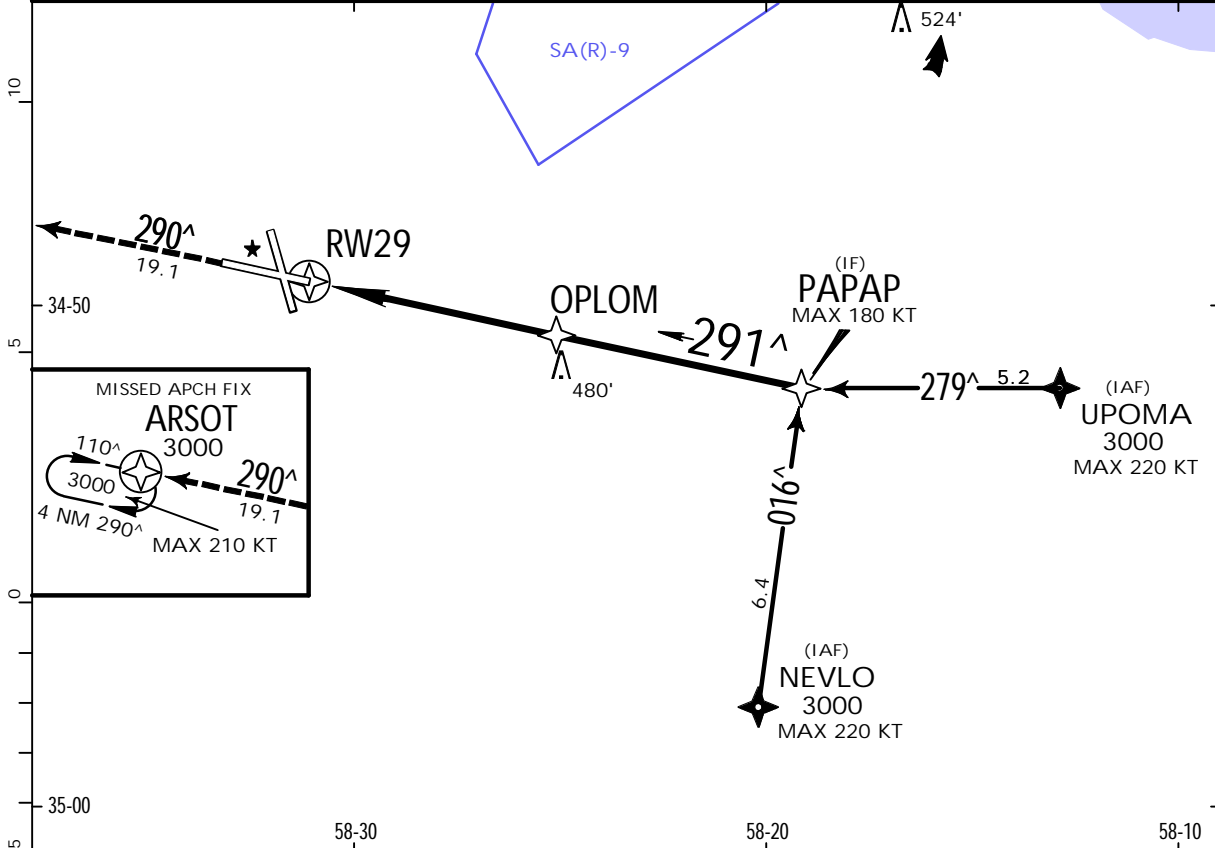 524'
SA(R)-9
10
290^
19.1
RW29
(IF)
PAPAP
MAX 180 KT
OPLOM
34-50
291^
5
480'
279^
5.2
(IAF)
UPOMA
3000
MAX 220 KT
MISSED APCH FIX
ARSOT
3000
110^
3000
290^
19.1
4 NM 290^
MAX 210 KT
016^
6.4
0
(IAF)
NEVLO
3000
MAX 220 KT
35-00
5
58-30
58-20
58-10